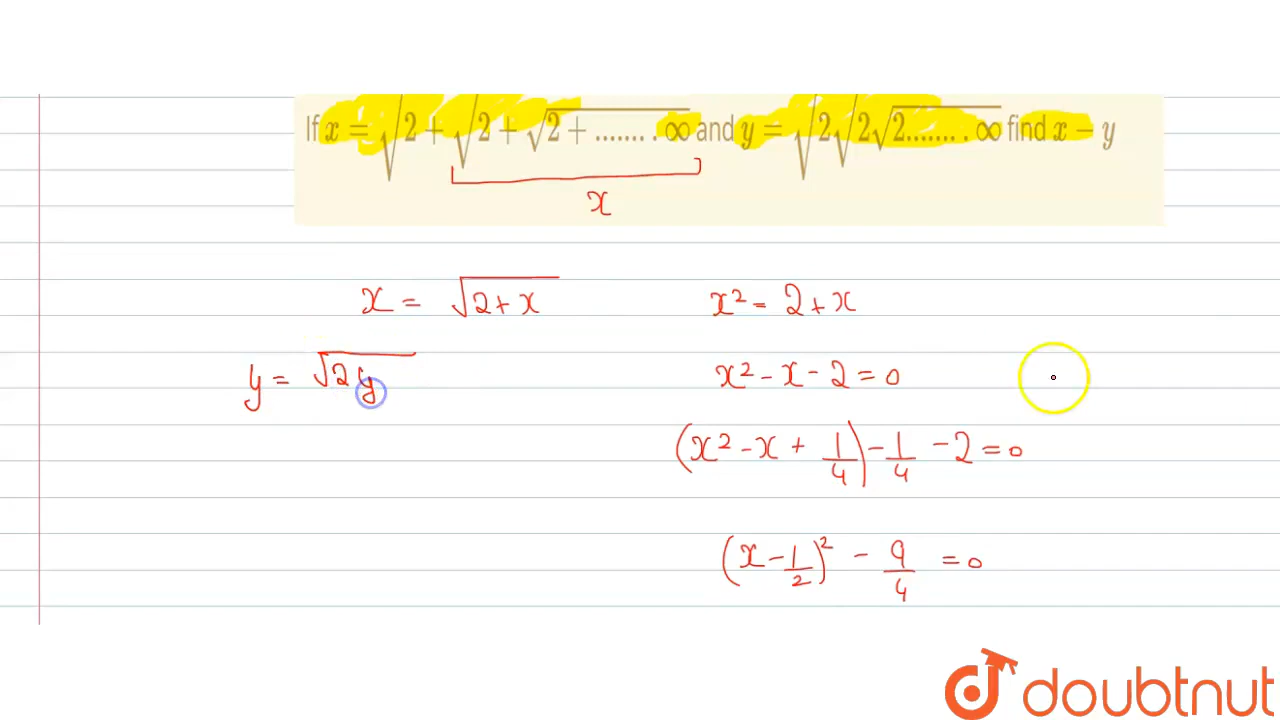 If x = √2 + √2 + √2 + ....... . ∞ and y = √2√2√2....... . ∞ find x − y
x
x = √2 + x
x² = 2 + x
y = √2y
x² − x − 2 = 0
(x² − x + 1/4) − 1/4 − 2 = 0
(x − 1/2)² − 9/4 = 0
doubtnut